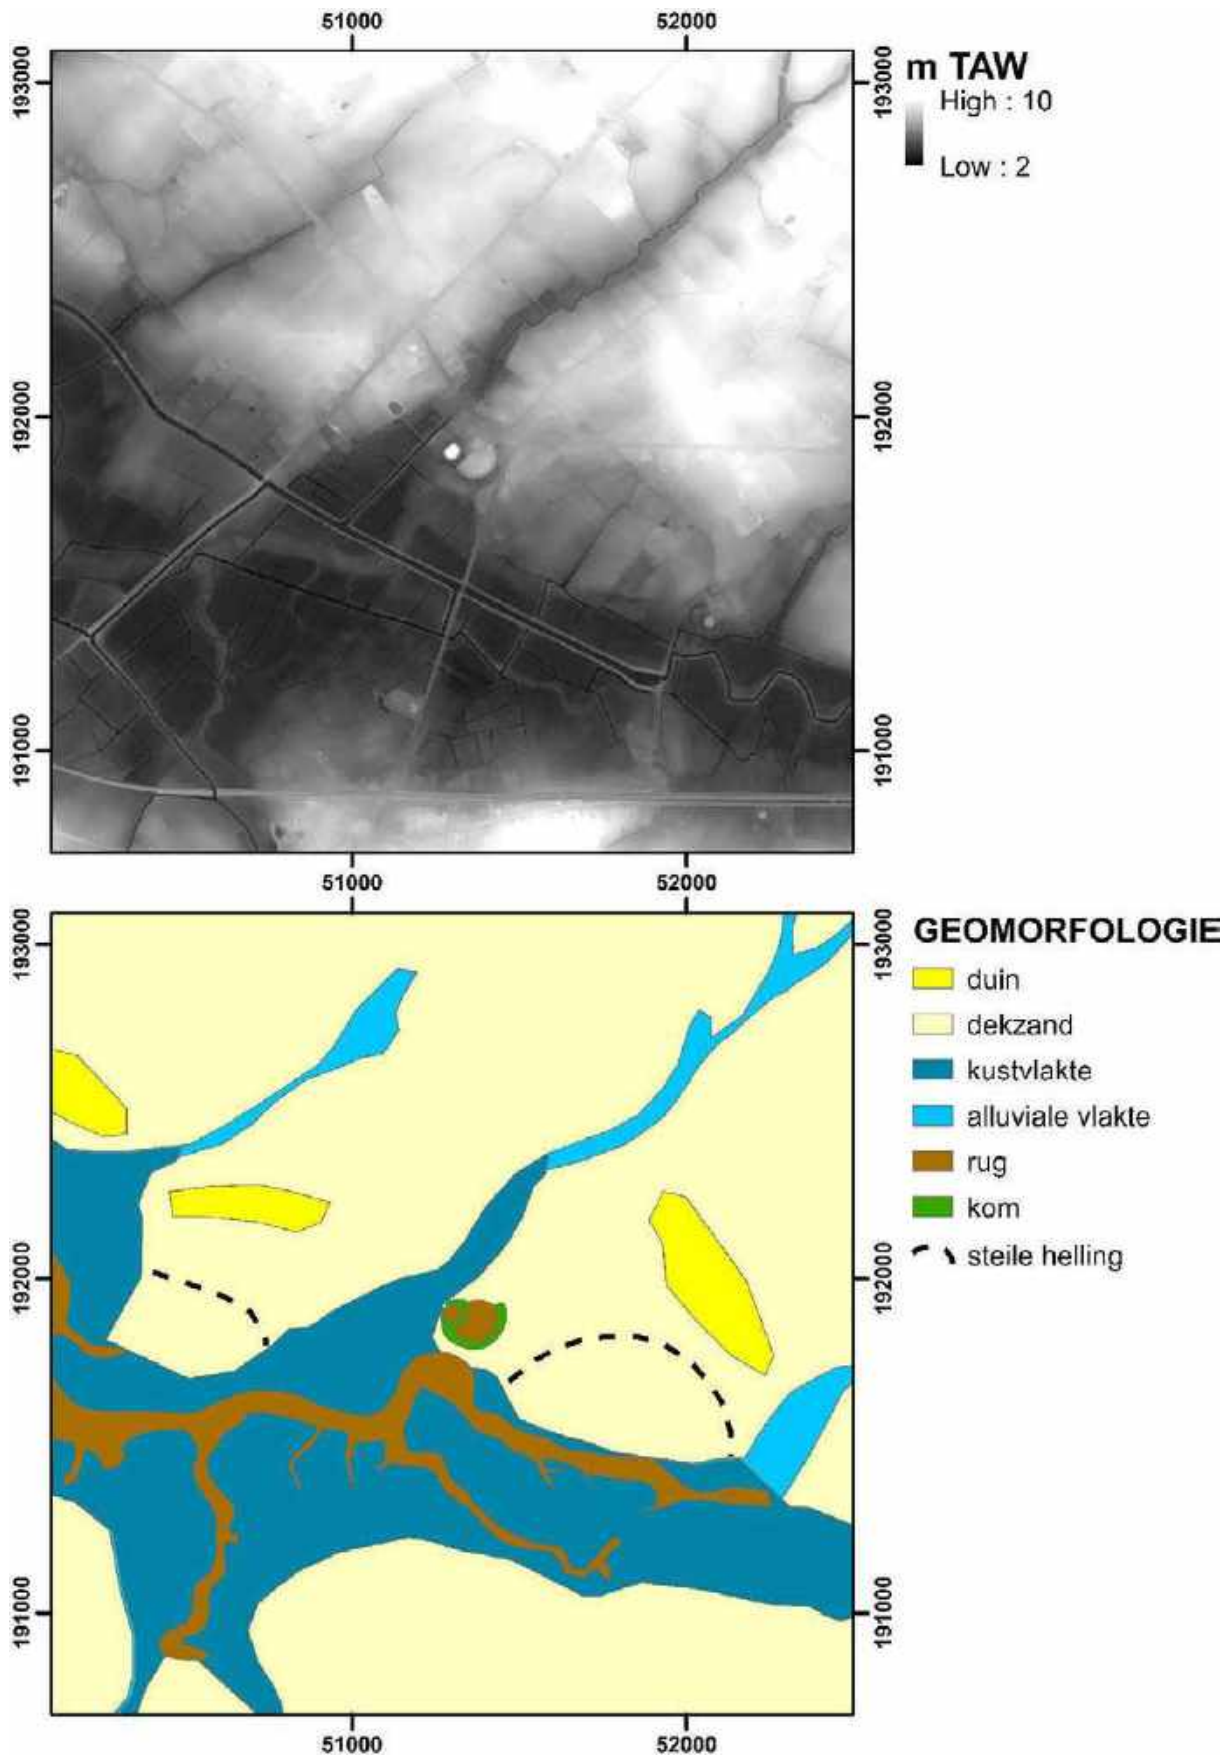 51000 52000
193000 193000
m TAW
High : 10
Low : 2
192000 192000
191000 191000
51000 52000
193000 193000
GEOMORFOLOGIE
duin
dekzand
kustvlakte
alluviale vlakte
rug
kom
steile helling
192000 192000
191000 191000
51000 52000